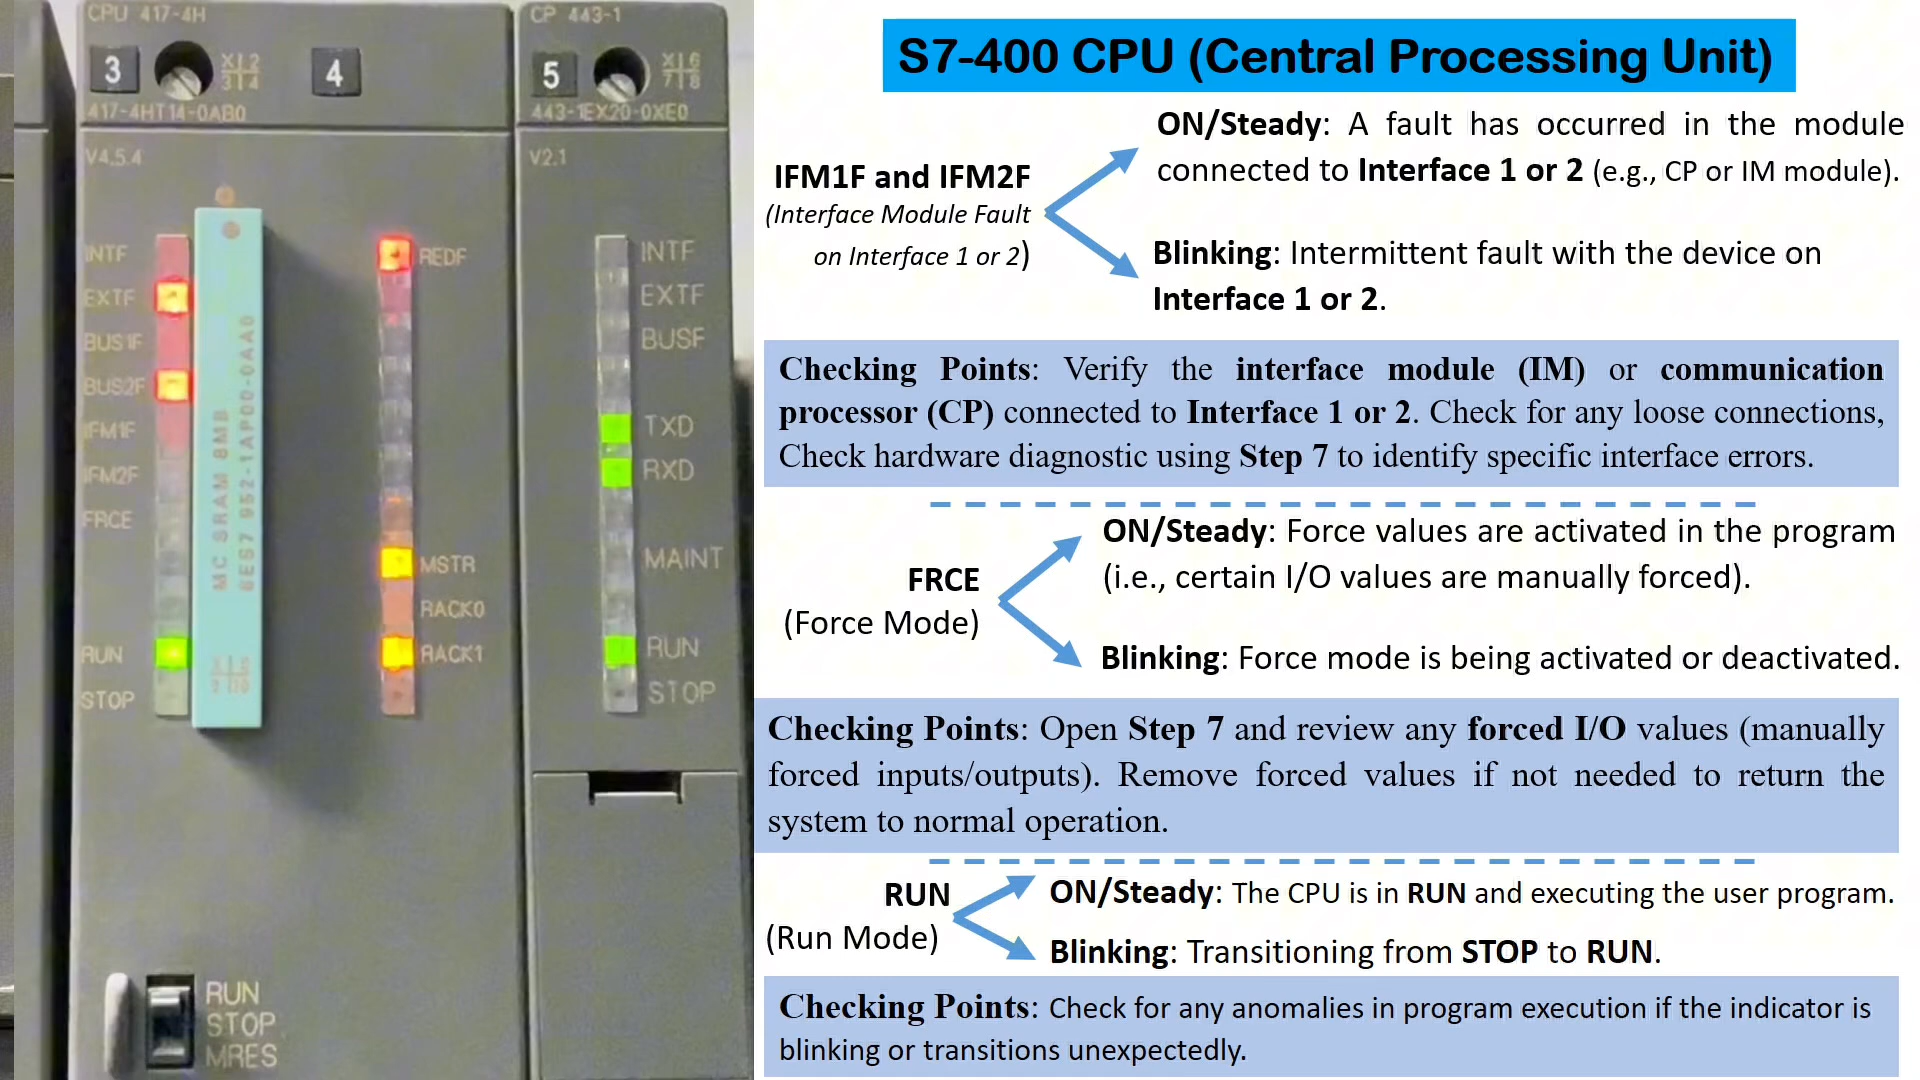 CPU 417-4H
3
X 1 2
3 4
4
417-4HT14-0AB0
V4.5.4
INTF
EXTF
BUS1F
BUS2F
IFM1F
IFM2F
FRCE
RUN
STOP
MC SRAM 8MB
6ES7 952-1AP00-0AA0
REDF
MSTR
RACK0
RACK1
RUN
STOP
MRES
CP 443-1
5
X 6
7 8
443-1EX20-0XE0
V2.1
INTF
EXTF
BUSF
TXD
RXD
MAINT
RUN
STOP
S7-400 CPU (Central Processing Unit)
IFM1F and IFM2F
(Interface Module Fault
on Interface 1 or 2)
ON/Steady: A fault has occurred in the module
connected to Interface 1 or 2 (e.g., CP or IM module).
Blinking: Intermittent fault with the device on
Interface 1 or 2.
Checking Points: Verify the interface module (IM) or communication
processor (CP) connected to Interface 1 or 2. Check for any loose connections,
Check hardware diagnostic using Step 7 to identify specific interface errors.
FRCE
(Force Mode)
ON/Steady: Force values are activated in the program
(i.e., certain I/O values are manually forced).
Blinking: Force mode is being activated or deactivated.
Checking Points: Open Step 7 and review any forced I/O values (manually
forced inputs/outputs). Remove forced values if not needed to return the
system to normal operation.
RUN
(Run Mode)
ON/Steady: The CPU is in RUN and executing the user program.
Blinking: Transitioning from STOP to RUN.
Checking Points: Check for any anomalies in program execution if the indicator is
blinking or transitions unexpectedly.